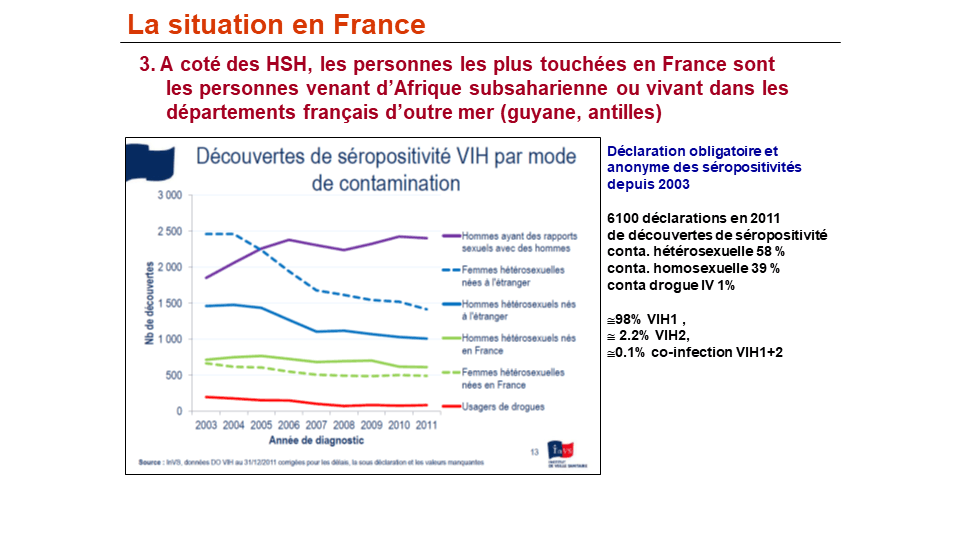 La situation en France
3. A coté des HSH, les personnes les plus touchées en France sont
les personnes venant d’Afrique subsaharienne ou vivant dans les
départements français d’outre mer (guyane, antilles)
Découvertes de séropositivité VIH par mode
de contamination
3 000
2 500
2 000
1 500
1 000
500
0
Nb de découvertes
2003 2004 2005 2006 2007 2008 2009 2010 2011
Année de diagnostic
Hommes ayant des rapports
sexuels avec des hommes
Femmes hétérosexuelles
nées à l'étranger
Hommes hétérosexuels nés
à l'étranger
Hommes hétérosexuels nés
en France
Femmes hétérosexuelles
nées en France
Usagers de drogues
13
InVS
INSTITUT
DE VEILLE SANITAIRE
Source : InVS, données DO VIH au 31/12/2011 corrigées pour les délais, la sous déclaration et les valeurs manquantes
Déclaration obligatoire et
anonyme des séropositivités
depuis 2003
6100 déclarations en 2011
de découvertes de séropositivité
conta. hétérosexuelle 58 %
conta. homosexuelle 39 %
conta drogue IV 1%
≅98% VIH1 ,
≅ 2.2% VIH2,
≅0.1% co-infection VIH1+2